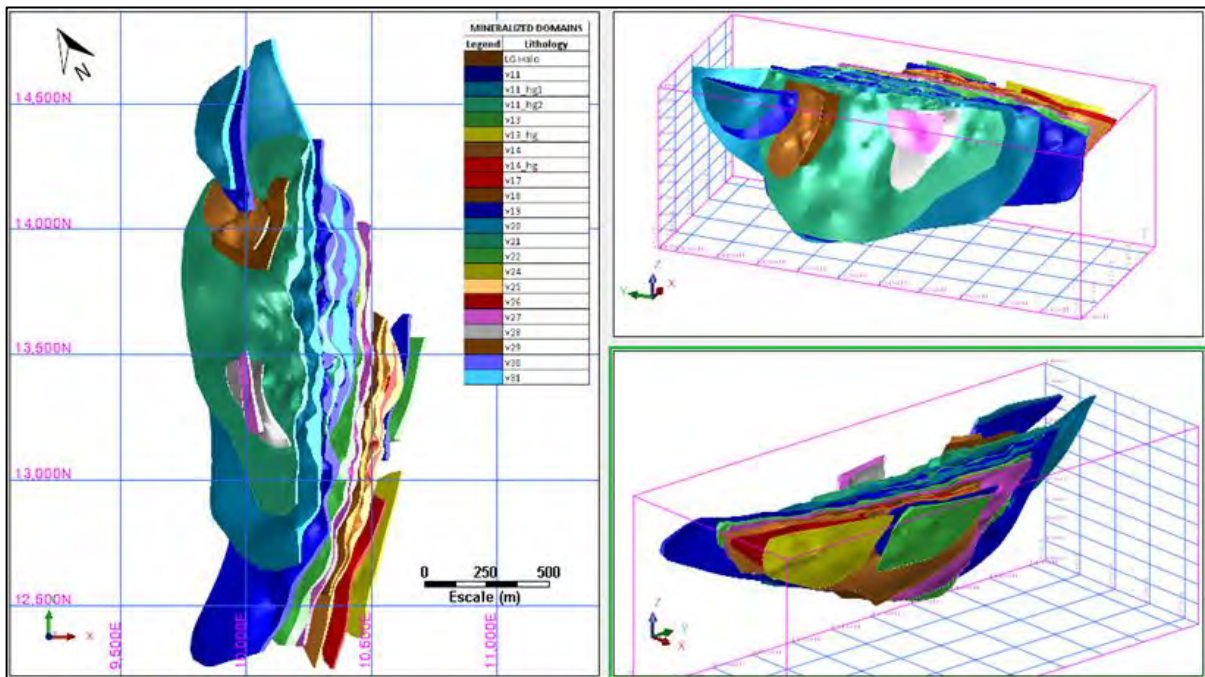 N
14,500N
14,000N
13,500N
13,000N
12,500N
9,500E
10,000E
10,500E
11,000E
MINERALIZED DOMAINS
Legend Lithology
LG Halo
v11
v11_hg1
v11_hg2
v13
v13_hg
v14
v14_hg
v17
v18
v19
v20
v21
v22
v24
v25
v26
v27
v28
v29
v30
v31
0 250 500
Escale (m)
X
Z
Y X
Z
Y
X